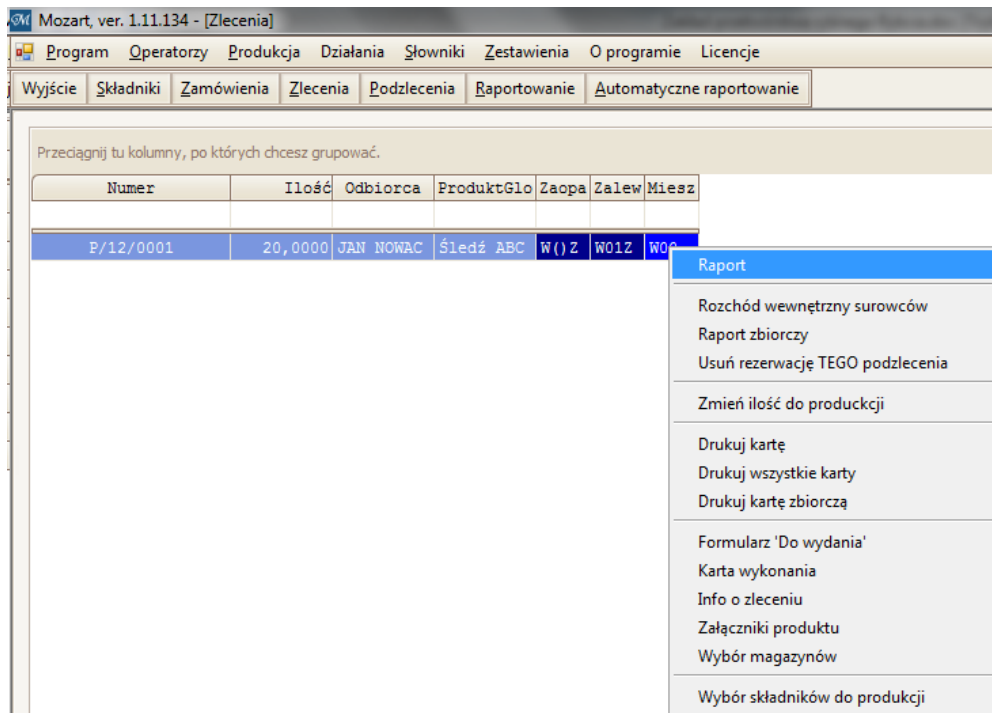 Mozart, ver. 1.11.134 - [Zlecenia]
Program Operatorzy Produkcja Działania Słowniki Zestawienia O programie Licencje
Wyjście Składniki Zamówienia Zlecenia Podzlecenia Raportowanie Automatyczne raportowanie
Przeciągnij tu kolumny, po których chcesz grupować.
Numer Ilość Odbiorca ProduktGlo Zaopa Zalew Miesz
P/12/0001 20,0000 JAN NOWAC Śledź ABC W()Z W01Z W00
Raport
Rozchód wewnętrzny surowców
Raport zbiorczy
Usuń rezerwację TEGO podzlecenia
Zmień ilość do produckcji
Drukuj kartę
Drukuj wszystkie karty
Drukuj kartę zbiorczą
Formularz 'Do wydania'
Karta wykonania
Info o zleceniu
Załączniki produktu
Wybór magazynów
Wybór składników do produkcji